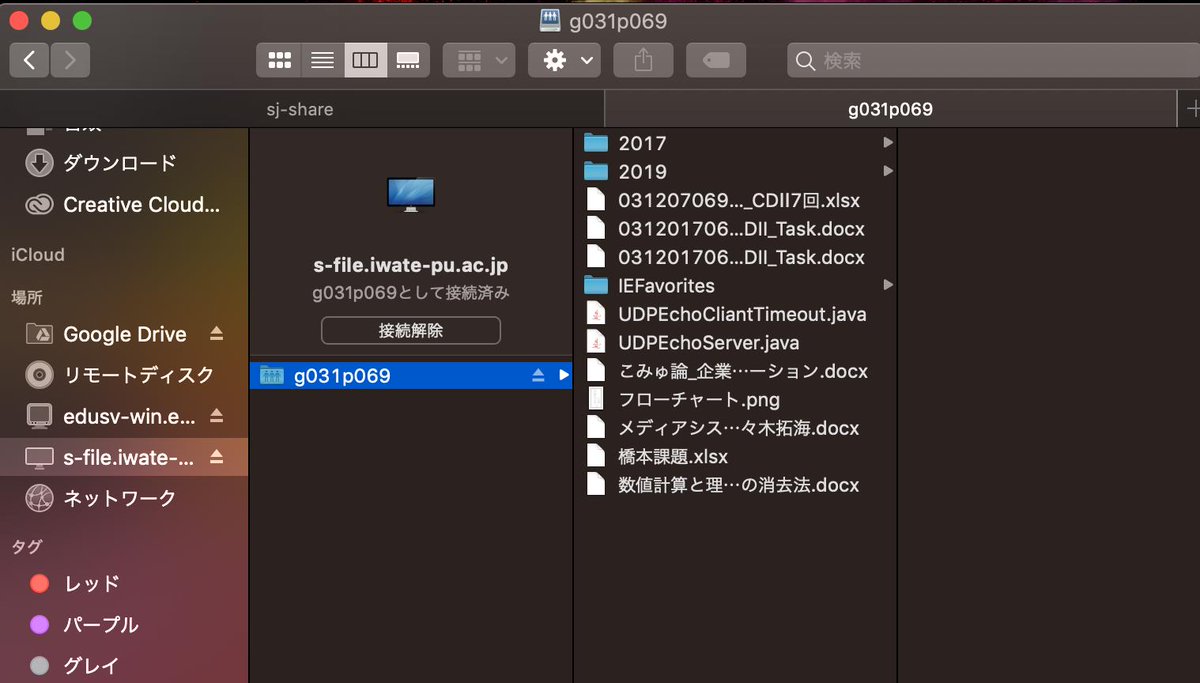 g031p069
検索
sj-share
g031p069
ダウンロード
Creative Cloud...
iCloud
場所
Google Drive
リモートディスク
edusv-win.e...
s-file.iwate-...
ネットワーク
タグ
レッド
パープル
グレイ
s-file.iwate-pu.ac.jp
g031p069として接続済み
接続解除
g031p069
2017
2019
031207069..._CDII7回.xlsx
031201706...DII_Task.docx
031201706...DII_Task.docx
IEFavorites
UDPEchoCliantTimeout.java
UDPEchoServer.java
こみゅ論_企業…ーション.docx
フローチャート.png
メディアシス…々木拓海.docx
橋本課題.xlsx
数値計算と理…の消去法.docx